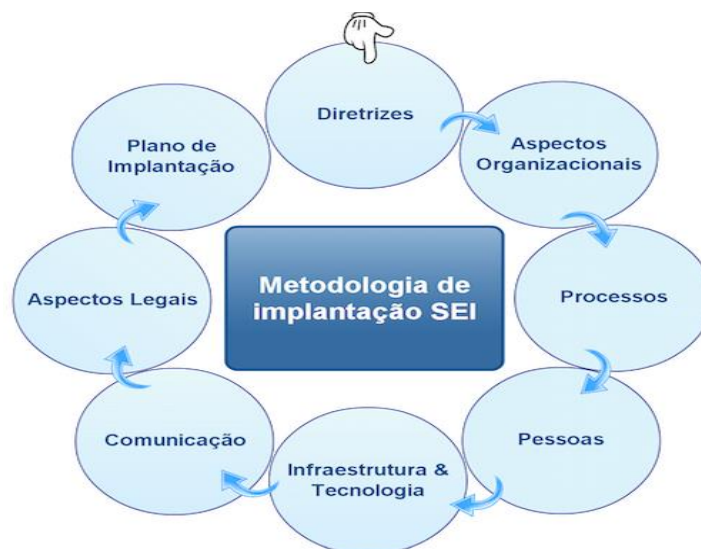 Diretrizes
Aspectos
Organizacionais
Processos
Pessoas
Infraestrutura &
Tecnologia
Comunicação
Aspectos Legais
Plano de
Implantação
Metodologia de
implantação SEI